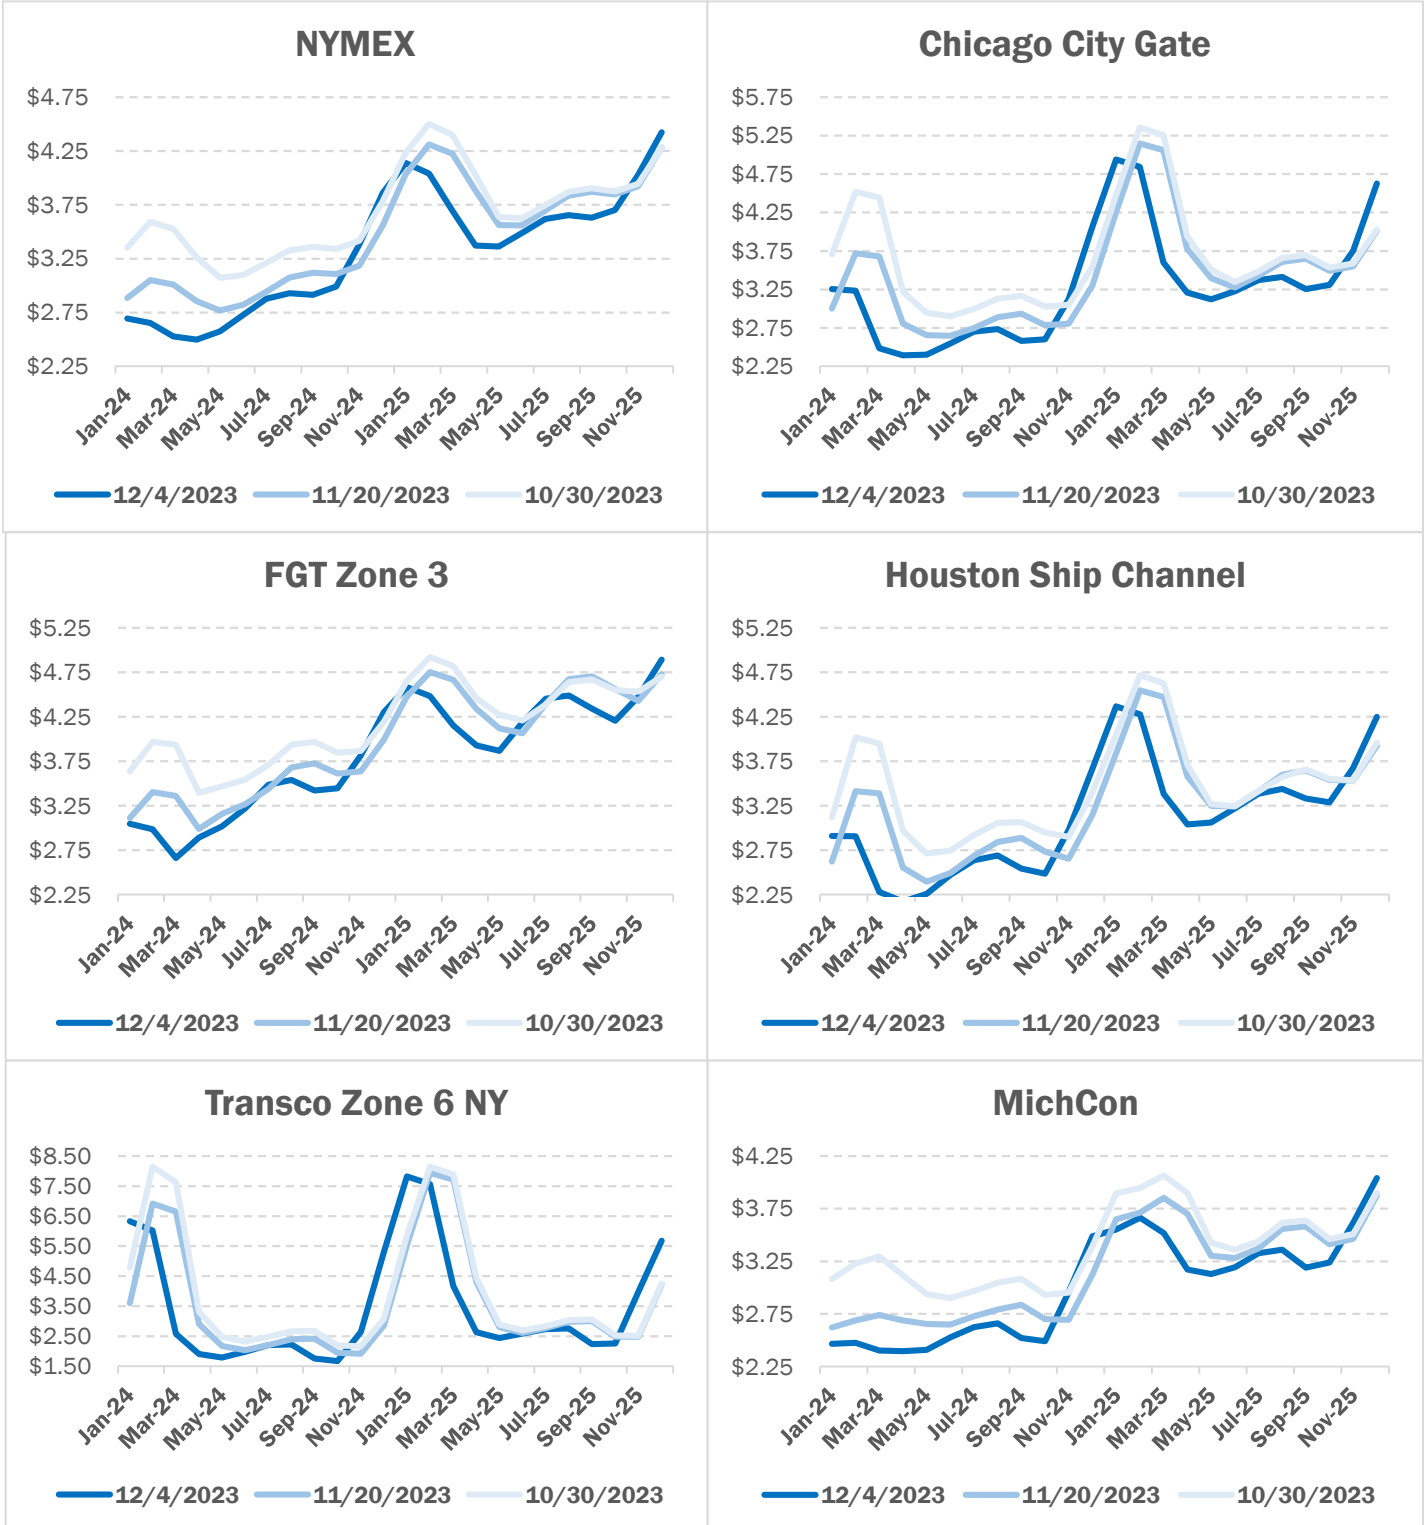 NYMEX
$4.75
$4.25
$3.75
$3.25
$2.75
$2.25
Jan-24 Mar-24 May-24 Jul-24 Sep-24 Nov-24 Jan-25 Mar-25 May-25 Jul-25 Sep-25 Nov-25
12/4/2023 11/20/2023 10/30/2023
Chicago City Gate
$5.75
$5.25
$4.75
$4.25
$3.75
$3.25
$2.75
$2.25
Jan-24 Mar-24 May-24 Jul-24 Sep-24 Nov-24 Jan-25 Mar-25 May-25 Jul-25 Sep-25 Nov-25
12/4/2023 11/20/2023 10/30/2023
FGT Zone 3
$5.25
$4.75
$4.25
$3.75
$3.25
$2.75
$2.25
Jan-24 Mar-24 May-24 Jul-24 Sep-24 Nov-24 Jan-25 Mar-25 May-25 Jul-25 Sep-25 Nov-25
12/4/2023 11/20/2023 10/30/2023
Houston Ship Channel
$5.25
$4.75
$4.25
$3.75
$3.25
$2.75
$2.25
Jan-24 Mar-24 May-24 Jul-24 Sep-24 Nov-24 Jan-25 Mar-25 May-25 Jul-25 Sep-25 Nov-25
12/4/2023 11/20/2023 10/30/2023
Transco Zone 6 NY
$8.50
$7.50
$6.50
$5.50
$4.50
$3.50
$2.50
$1.50
Jan-24 Mar-24 May-24 Jul-24 Sep-24 Nov-24 Jan-25 Mar-25 May-25 Jul-25 Sep-25 Nov-25
12/4/2023 11/20/2023 10/30/2023
MichCon
$4.25
$3.75
$3.25
$2.75
$2.25
Jan-24 Mar-24 May-24 Jul-24 Sep-24 Nov-24 Jan-25 Mar-25 May-25 Jul-25 Sep-25 Nov-25
12/4/2023 11/20/2023 10/30/2023